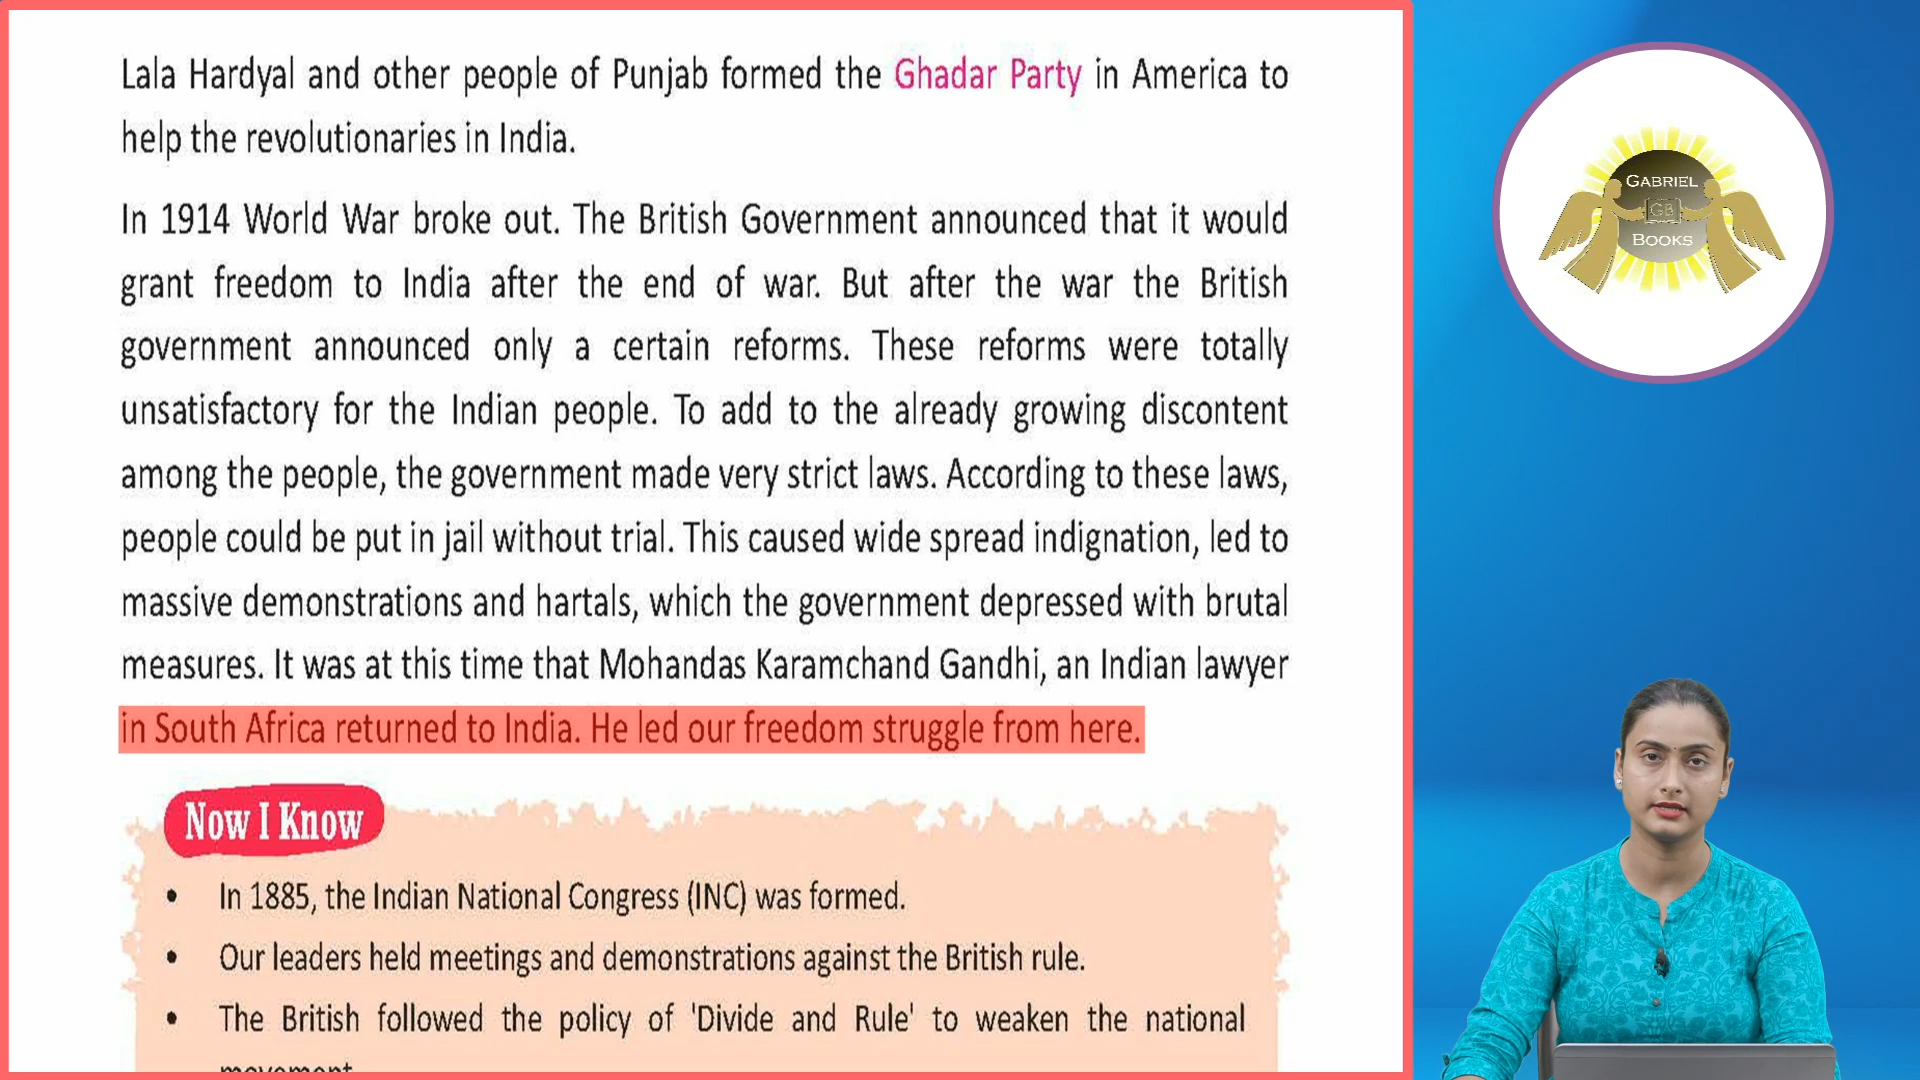 Lala Hardyal and other people of Punjab formed the Ghadar Party in America to
help the revolutionaries in India.
In 1914 World War broke out. The British Government announced that it would
grant freedom to India after the end of war. But after the war the British
government announced only a certain reforms. These reforms were totally
unsatisfactory for the Indian people. To add to the already growing discontent
among the people, the government made very strict laws. According to these laws,
people could be put in jail without trial. This caused wide spread indignation, led to
massive demonstrations and hartals, which the government depressed with brutal
measures. It was at this time that Mohandas Karamchand Gandhi, an Indian lawyer
in South Africa returned to India. He led our freedom struggle from here.
Now I Know
• In 1885, the Indian National Congress (INC) was formed.
• Our leaders held meetings and demonstrations against the British rule.
• The British followed the policy of 'Divide and Rule' to weaken the national
movement
GABRIEL
GB
BOOKS